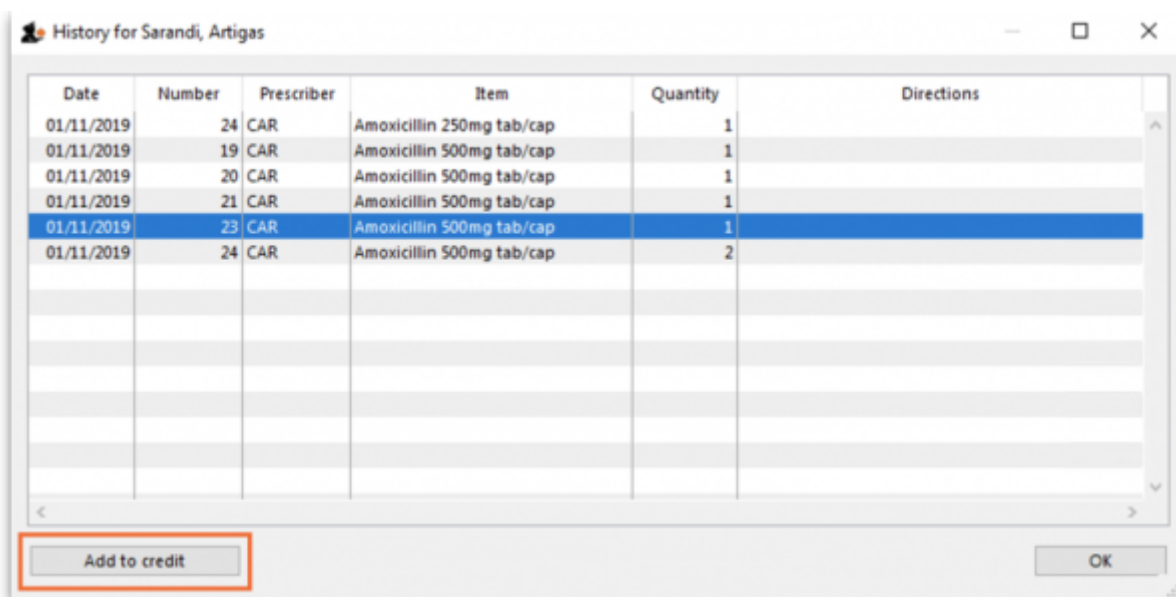 History for Sarandi, Artigas
Date Number Prescriber Item Quantity Directions
01/11/2019 24 CAR Amoxicillin 250mg tab/cap 1
01/11/2019 19 CAR Amoxicillin 500mg tab/cap 1
01/11/2019 20 CAR Amoxicillin 500mg tab/cap 1
01/11/2019 21 CAR Amoxicillin 500mg tab/cap 1
01/11/2019 23 CAR Amoxicillin 500mg tab/cap 1
01/11/2019 24 CAR Amoxicillin 500mg tab/cap 2
Add to credit OK